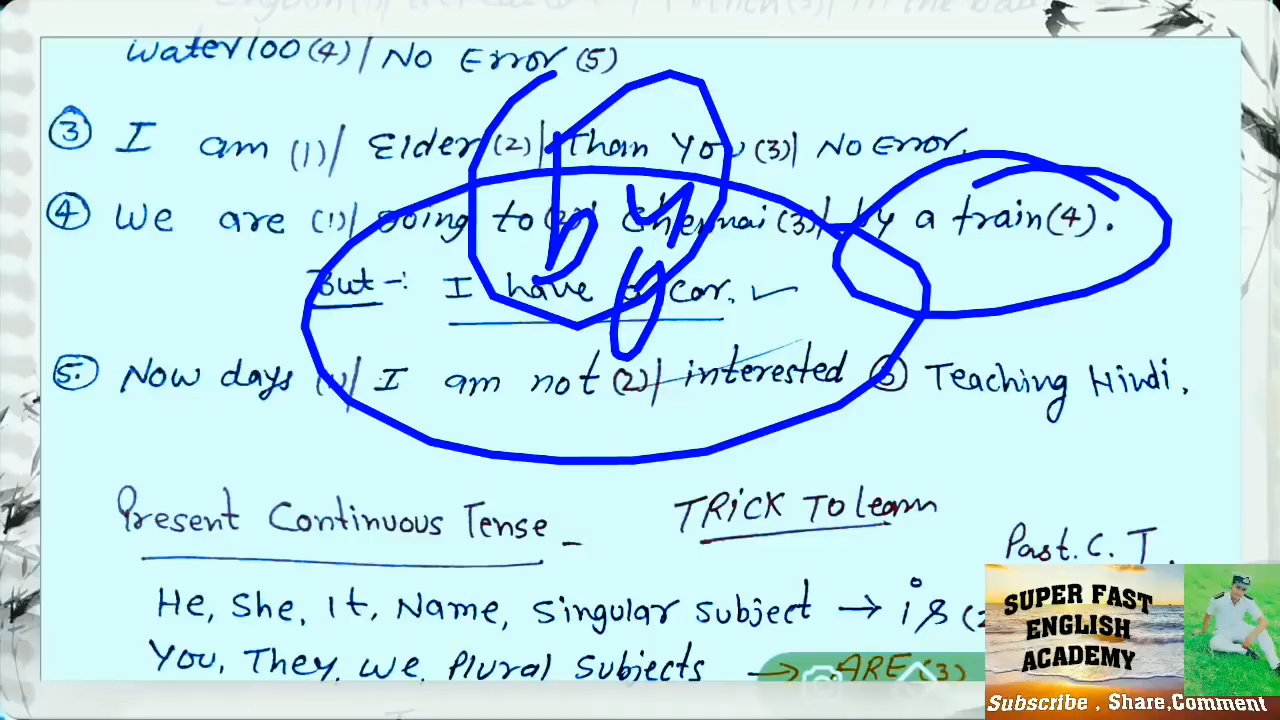 Waterloo (4) | No Error (5)
③ I am (1) | Elder (2) | Than You (3) | No Error.
④ We are (1) | going to (2) | Chennai (3) | by a train (4).
by
But -: I have a car. ✓
g
⑤ Now days (1) | I am not (2) | interested ③ Teaching Hindi.
Present Continuous Tense - TRICK To learn
Past. C. T.
He, She, It, Name, Singular Subject → is
You, They, We, Plural Subjects → ARE (3)
SUPER FAST
ENGLISH
ACADEMY
Subscribe , Share,Comment